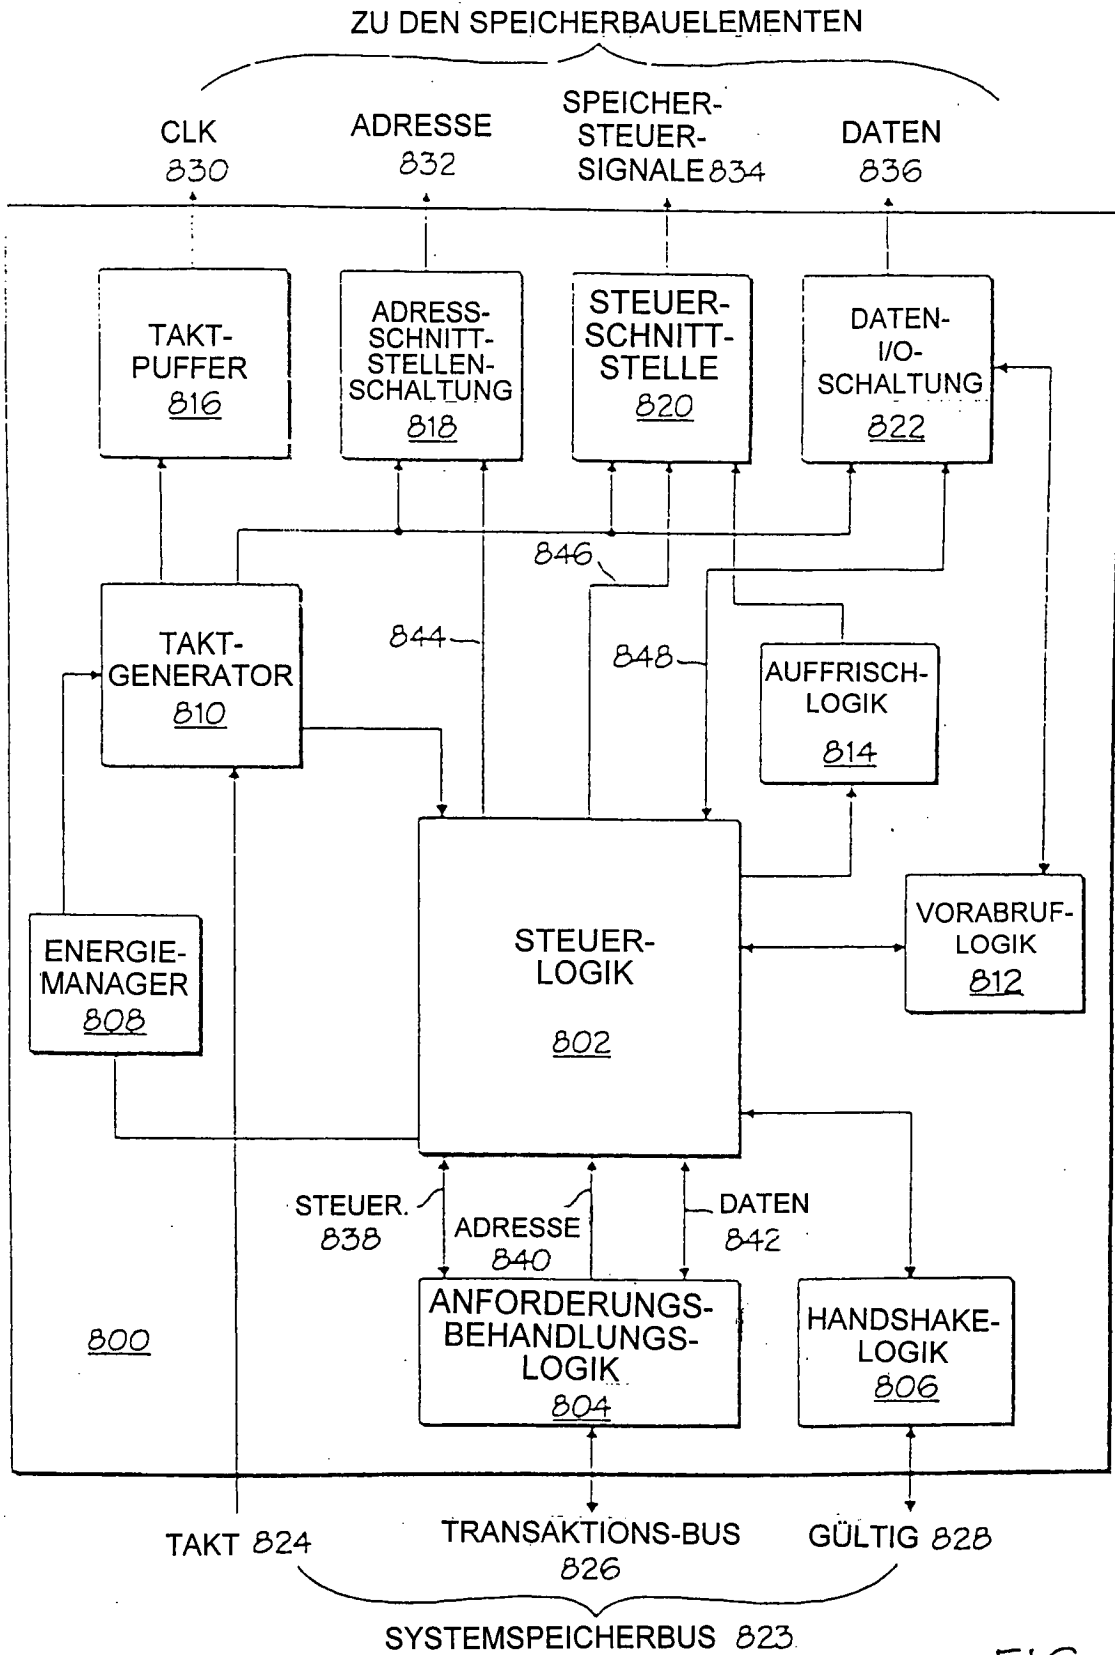 ZU DEN SPEICHERBAUELEMENTEN
CLK
830
ADRESSE
832
SPEICHER-
STEUER-
SIGNALE 834
DATEN
836
TAKT-
PUFFER
816
ADRESS-
SCHNITT-
STELLEN-
SCHALTUNG
818
STEUER-
SCHNITT-
STELLE
820
DATEN-
I/O-
SCHALTUNG
822
846
844
848
TAKT-
GENERATOR
810
AUFFRISCH-
LOGIK
814
ENERGIE-
MANAGER
808
STEUER-
LOGIK
802
VORABRUF-
LOGIK
812
STEUER.
838
ADRESSE
840
DATEN
842
800
ANFORDERUNGS-
BEHANDLUNGS-
LOGIK
804
HANDSHAKE-
LOGIK
806
TAKT 824
TRANSAKTIONS-BUS
826
GÜLTIG 828
SYSTEMSPEICHERBUS 823